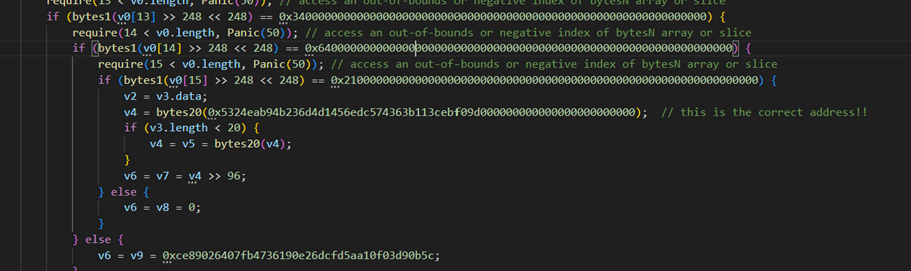 require(13 < v0.length, Panic(50)); // access an out-of-bounds or negative index of bytesN array or slice
if (bytes1(v0[13] >> 248 << 248) == 0x3400000000000000000000000000000000000000000000000000000000000000) {
require(14 < v0.length, Panic(50)); // access an out-of-bounds or negative index of bytesN array or slice
if (bytes1(v0[14] >> 248 << 248) == 0x6400000000000000000000000000000000000000000000000000000000000000) {
require(15 < v0.length, Panic(50)); // access an out-of-bounds or negative index of bytesN array or slice
if (bytes1(v0[15] >> 248 << 248) == 0x2100000000000000000000000000000000000000000000000000000000000000) {
v2 = v3.data;
v4 = bytes20(0x5324eab94b236d4d1456edc574363b113cebf09d000000000000000000000000);  // this is the correct address!!
if (v3.length < 20) {
v4 = v5 = bytes20(v4);
}
v6 = v7 = v4 >> 96;
} else {
v6 = v8 = 0;
}
} else {
v6 = v9 = 0xce89026407fb4736190e26dcfd5aa10f03d90b5c;
}